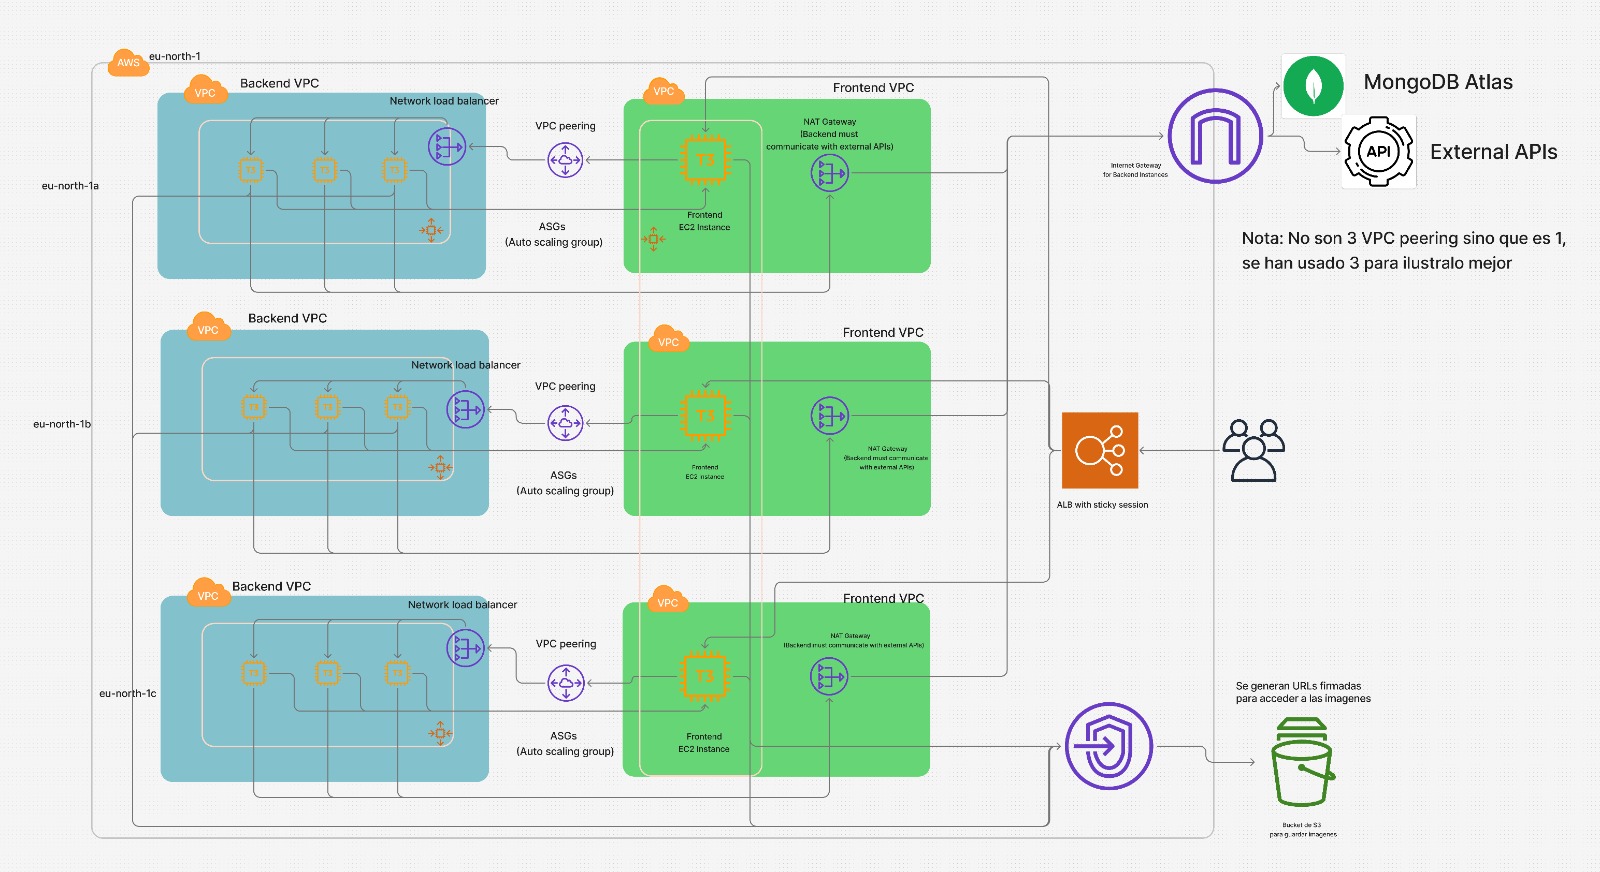 AWS
eu-north-1
VPC
Backend VPC
Network load balancer
T3
T3
T3
eu-north-1a
VPC peering
ASGs
(Auto scaling group)
VPC
Frontend VPC
T3
Frontend
EC2 Instance
NAT Gateway
(Backend must
communicate with external APIs)
Internet Gateway
for Backend Instances
MongoDB Atlas
API
External APIs
Nota: No son 3 VPC peering sino que es 1,
se han usado 3 para ilustralo mejor
VPC
Backend VPC
Network load balancer
T3
T3
T3
eu-north-1b
VPC peering
ASGs
(Auto scaling group)
VPC
Frontend VPC
T3
Frontend
EC2 Instance
NAT Gateway
(Backend must communicate
with external APIs)
ALB with sticky session
VPC
Backend VPC
Network load balancer
T3
T3
T3
eu-north-1c
VPC peering
ASGs
(Auto scaling group)
VPC
Frontend VPC
T3
Frontend
EC2 Instance
NAT Gateway
(Backend must communicate with external APIs)
Se generan URLs firmadas
para acceder a las imagenes
Bucket de S3
para guardar imagenes